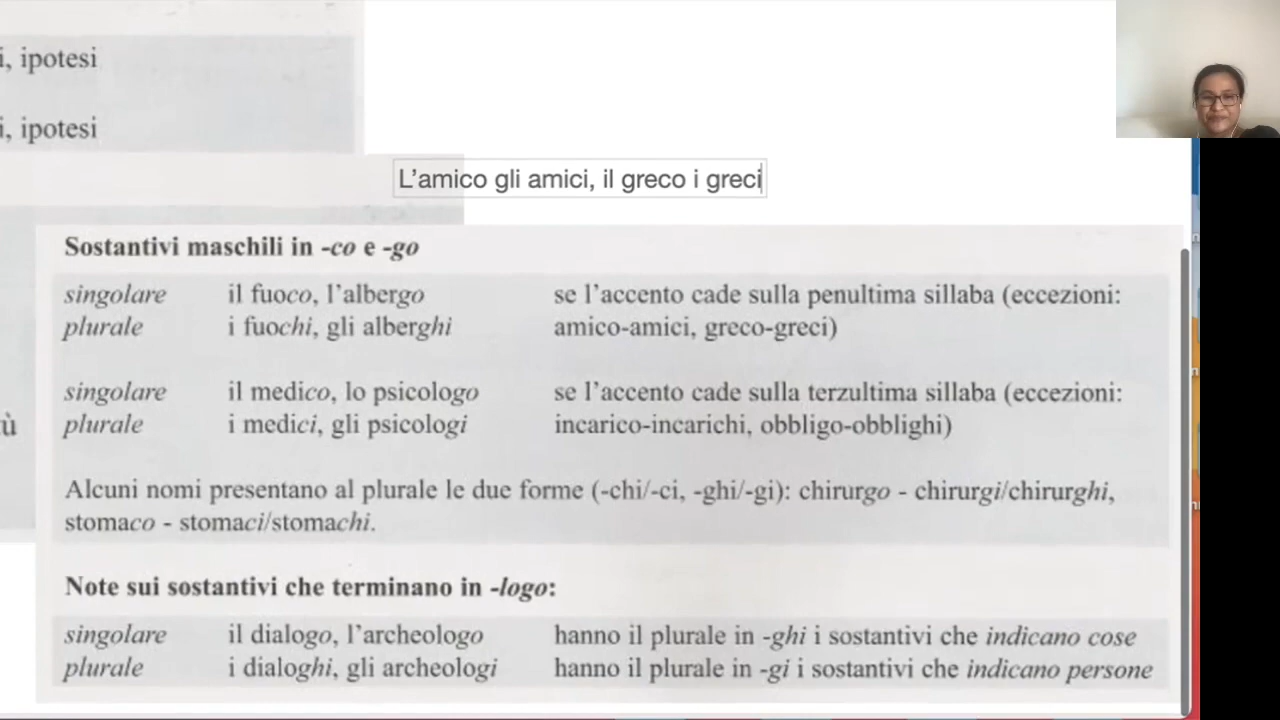 i, ipotesi
i, ipotesi
L'amico gli amici, il greco i greci
Sostantivi maschili in -co e -go
singolare il fuoco, l'albergo se l'accento cade sulla penultima sillaba (eccezioni:
plurale i fuochi, gli alberghi amico-amici, greco-greci)
singolare il medico, lo psicologo se l'accento cade sulla terzultima sillaba (eccezioni:
ù plurale i medici, gli psicologi incarico-incarichi, obbligo-obblighi)
Alcuni nomi presentano al plurale le due forme (-chi/-ci, -ghi/-gi): chirurgo - chirurgi/chirurghi,
stomaco - stomaci/stomachi.
Note sui sostantivi che terminano in -logo:
singolare il dialogo, l'archeologo hanno il plurale in -ghi i sostantivi che indicano cose
plurale i dialoghi, gli archeologi hanno il plurale in -gi i sostantivi che indicano persone